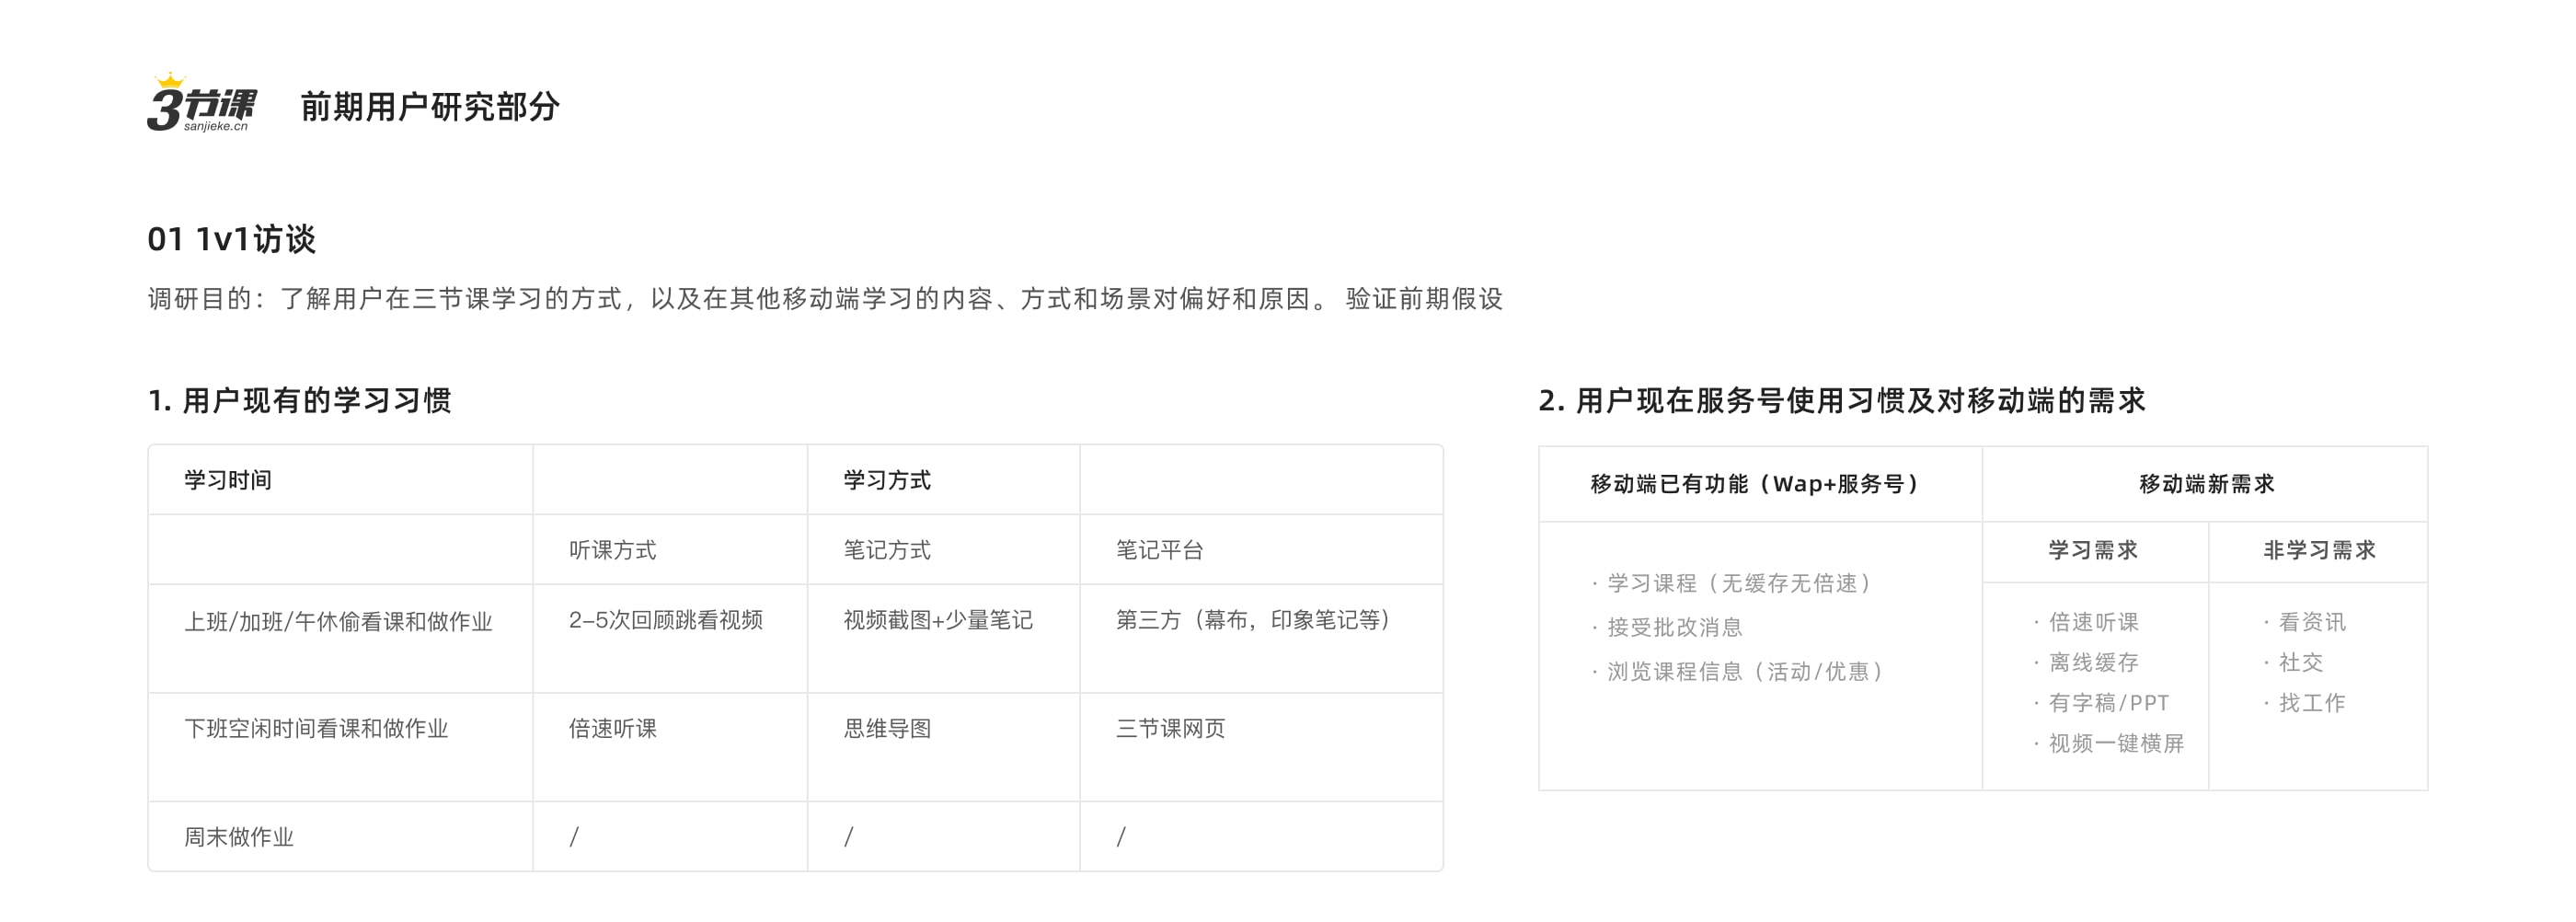 3节课
sanjieke.cn
前期用户研究部分
01 1v1访谈
调研目的：了解用户在三节课学习的方式，以及在其他移动端学习的内容、方式和场景对偏好和原因。 验证前期假设
1. 用户现有的学习习惯
学习时间 学习方式
听课方式 笔记方式 笔记平台
上班/加班/午休偷看课和做作业 2-5次回顾跳看视频 视频截图+少量笔记 第三方（幕布，印象笔记等）
下班空闲时间看课和做作业 倍速听课 思维导图 三节课网页
周末做作业 / / /
2. 用户现在服务号使用习惯及对移动端的需求
移动端已有功能（Wap+服务号） 移动端新需求
学习需求 非学习需求
· 学习课程（无缓存无倍速）
· 接受批改消息
· 浏览课程信息（活动/优惠）
· 倍速听课
· 离线缓存
· 有字稿/PPT
· 视频一键横屏
· 看资讯
· 社交
· 找工作